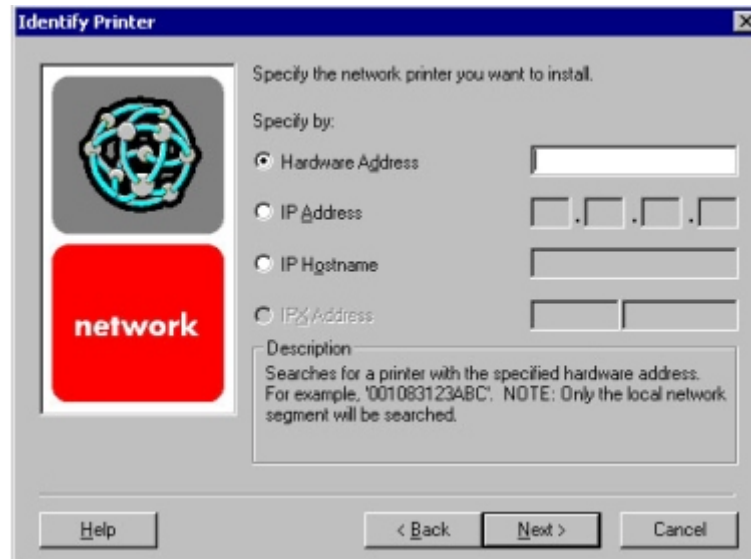 Identify Printer
Specify the network printer you want to install.
Specify by:
Hardware Address
IP Address
. . .
IP Hostname
IPX Address
network
Description
Searches for a printer with the specified hardware address.
For example, '001083123ABC'. NOTE: Only the local network
segment will be searched.
Help
< Back
Next >
Cancel